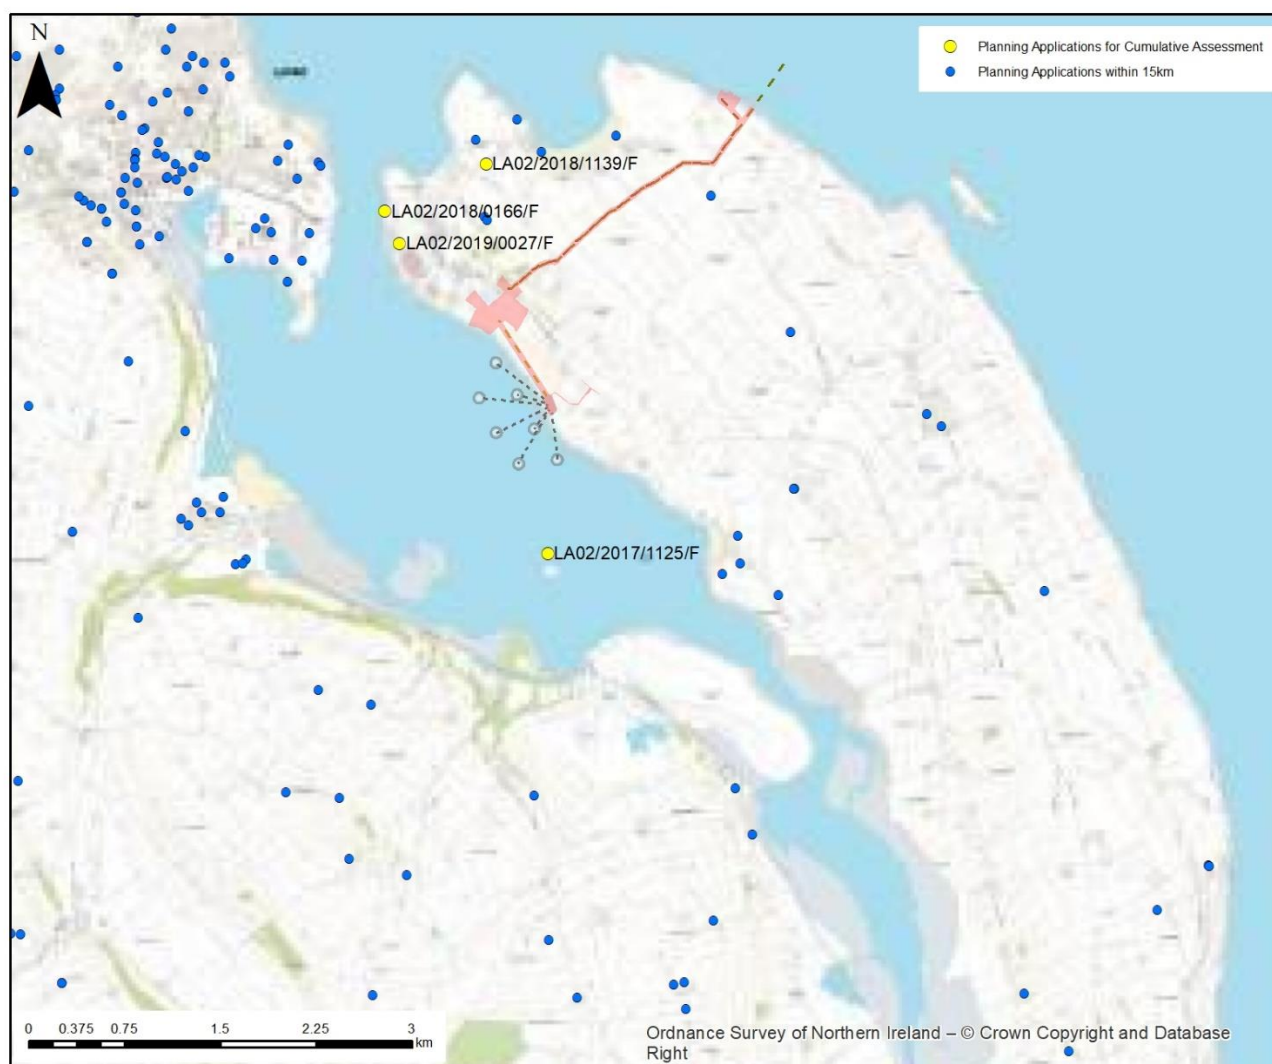 N
Planning Applications for Cumulative Assessment
Planning Applications within 15km
LA02/2018/1139/F
LA02/2018/0166/F
LA02/2019/0027/F
LA02/2017/1125/F
0 0.375 0.75 1.5 2.25 3
km
Ordnance Survey of Northern Ireland – © Crown Copyright and Database
Right